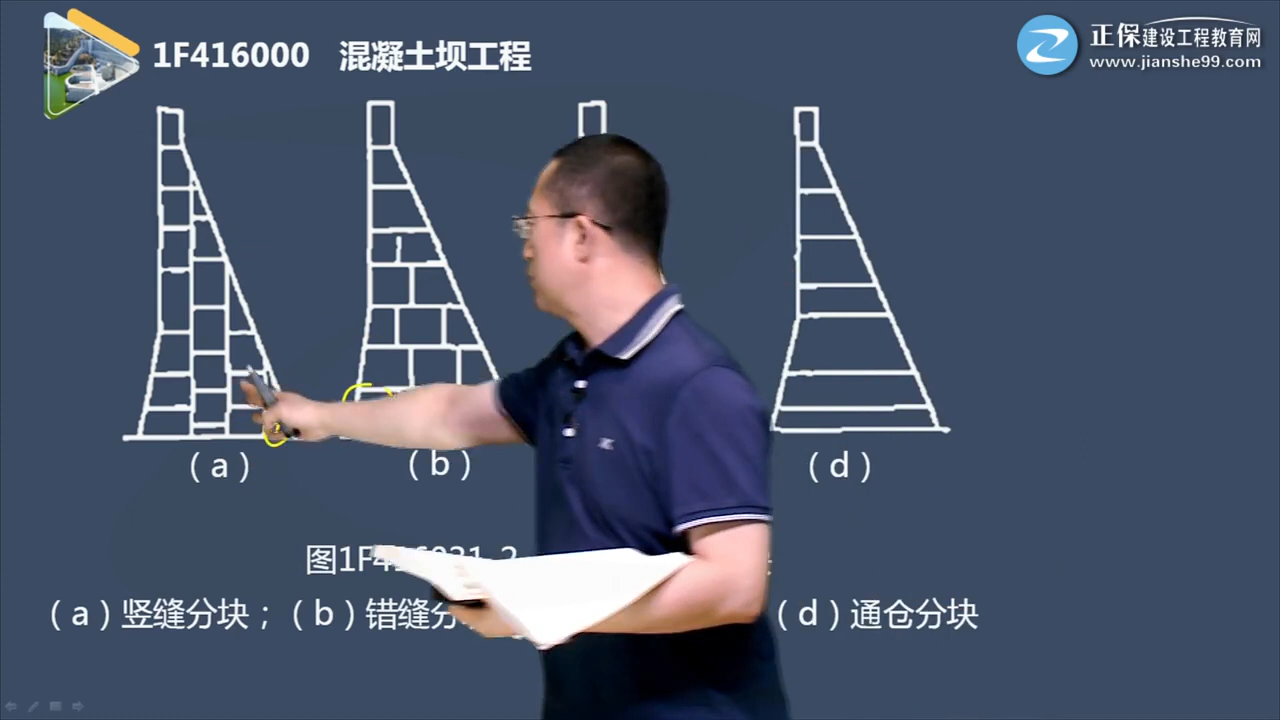 1F416000 混凝土坝工程
正保建设工程教育网
www.jianshe99.com
(a)
(b)
(d)
图1F4
(a)竖缝分块;(b)错缝分
(d)通仓分块